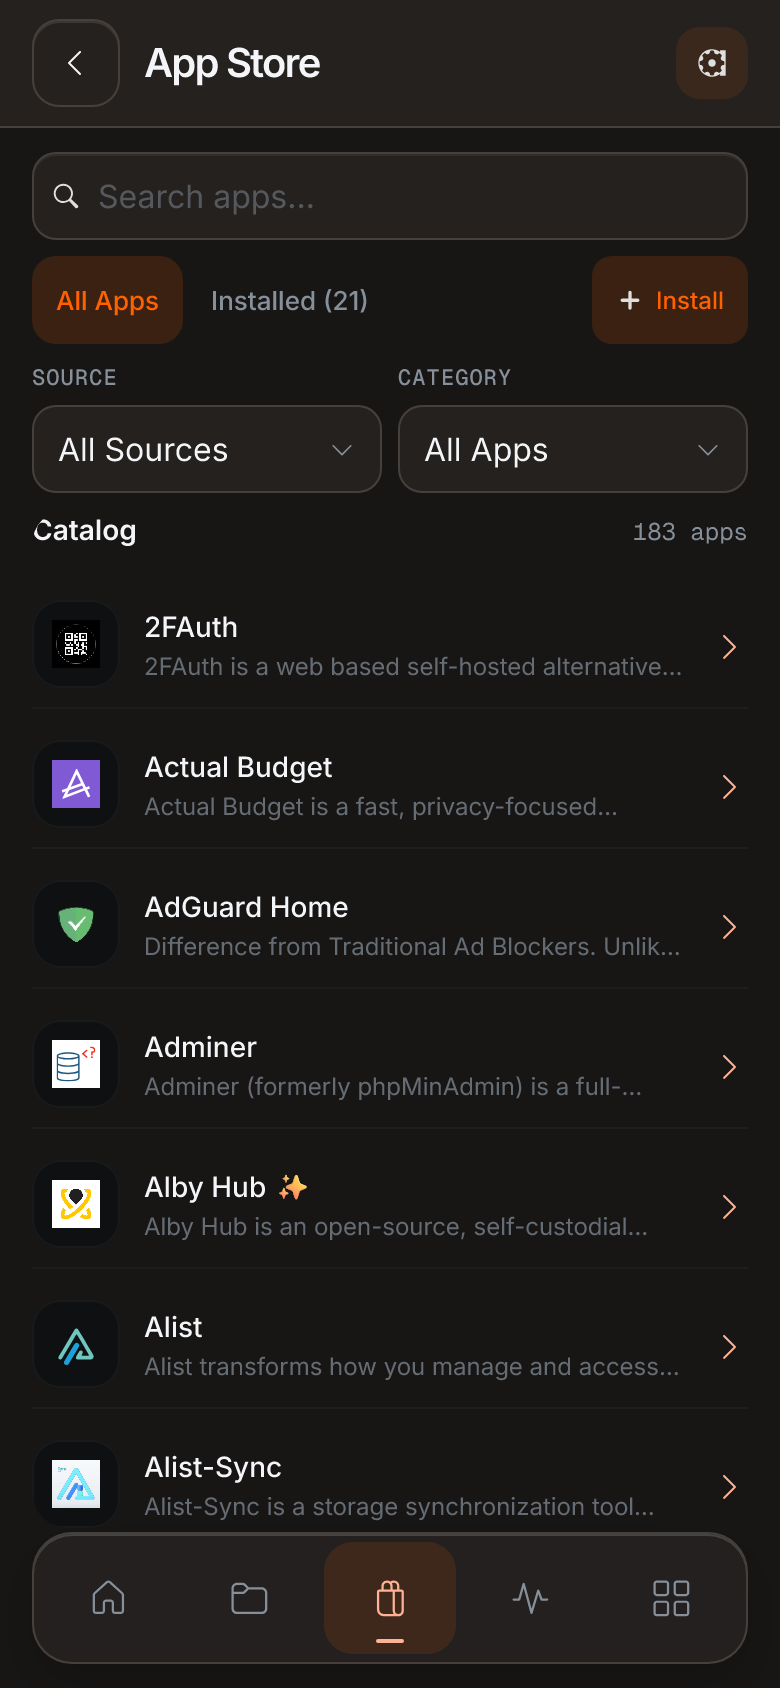 App Store
Search apps...
All Apps
Installed (21)
+ Install
SOURCE
CATEGORY
All Sources
All Apps
Catalog
183 apps
2FAuth
2FAuth is a web based self-hosted alternative...
Actual Budget
Actual Budget is a fast, privacy-focused...
AdGuard Home
Difference from Traditional Ad Blockers. Unlik...
Adminer
Adminer (formerly phpMinAdmin) is a full-...
Alby Hub ✨
Alby Hub is an open-source, self-custodial...
Alist
Alist transforms how you manage and access...
Alist-Sync
Alist-Sync is a storage synchronization tool...